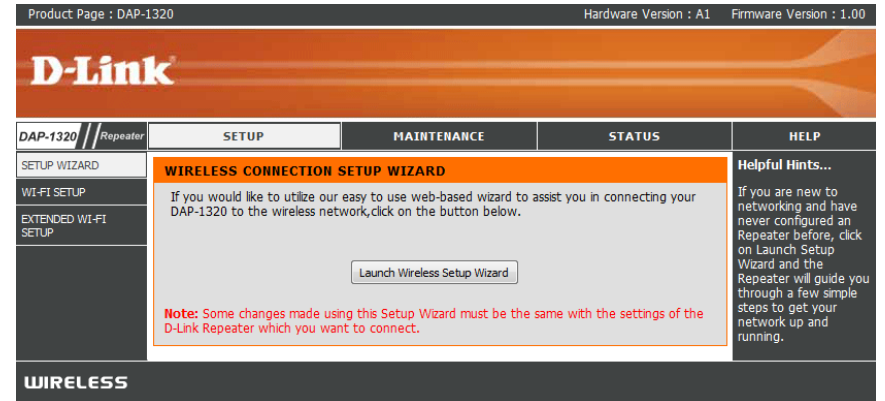 Product Page : DAP-1320
Hardware Version : A1
Firmware Version : 1.00
D-Link
DAP-1320
Repeater
SETUP
MAINTENANCE
STATUS
HELP
SETUP WIZARD
WI-FI SETUP
EXTENDED WI-FI
SETUP
WIRELESS CONNECTION SETUP WIZARD
If you would like to utilize our easy to use web-based wizard to assist you in connecting your
DAP-1320 to the wireless network,click on the button below.
Launch Wireless Setup Wizard
Note: Some changes made using this Setup Wizard must be the same with the settings of the
D-Link Repeater which you want to connect.
Helpful Hints...
If you are new to
networking and have
never configured an
Repeater before, click
on Launch Setup
Wizard and the
Repeater will guide you
through a few simple
steps to get your
network up and
running.
WIRELESS